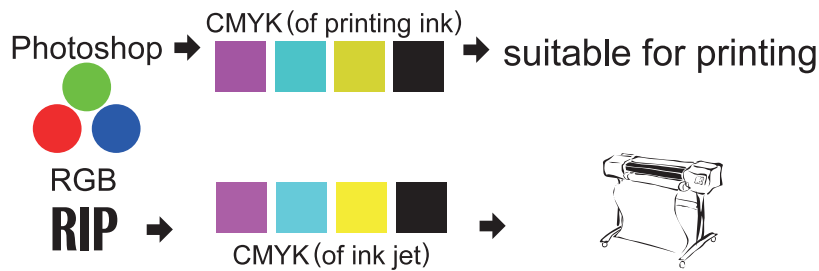 CMYK(of printing ink)
Photoshop
suitable for printing
RGB
RIP
CMYK(of ink jet)